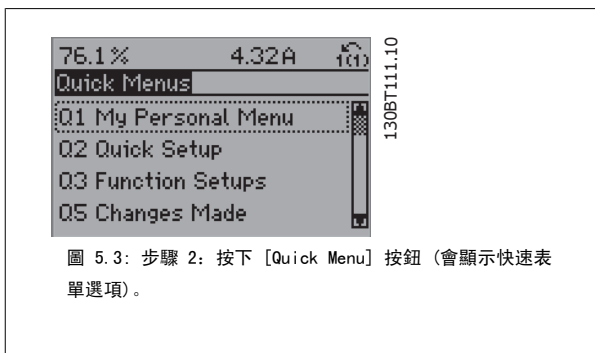 76.1% 4.32A 1(1)
Quick Menus
Q1 My Personal Menu
Q2 Quick Setup
Q3 Function Setups
Q5 Changes Made
130BT111.10
圖 5.3: 步驟 2: 按下 [Quick Menu] 按鈕 (會顯示快速表
單選項)。